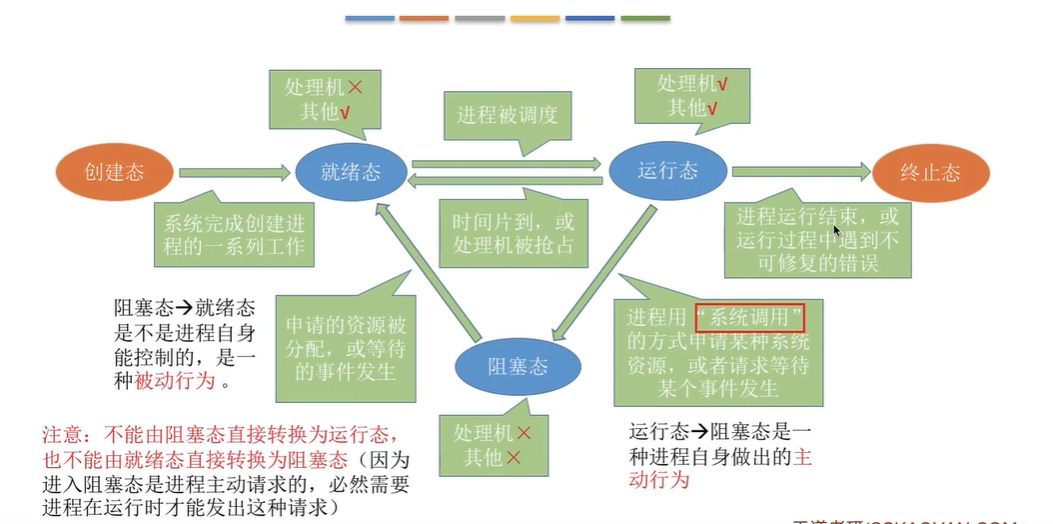 处理机×
其他√
进程被调度
处理机√
其他√
创建态
就绪态
运行态
终止态
系统完成创建进
程的一系列工作
时间片到，或
处理机被抢占
进程运行结束，或
运行过程中遇到不
可修复的错误
阻塞态→就绪态
是不是进程自身
能控制的，是一
种被动行为 。
申请的资源被
分配，或等待
的事件发生
阻塞态
进程用“系统调用”
的方式申请某种系统
资源，或者请求等待
某个事件发生
处理机×
其他×
运行态→阻塞态是一
种进程自身做出的主
动行为
注意：不能由阻塞态直接转换为运行态，
也不能由就绪态直接转换为阻塞态（因为
进入阻塞态是进程主动请求的，必然需要
进程在运行时才能发出这种请求）